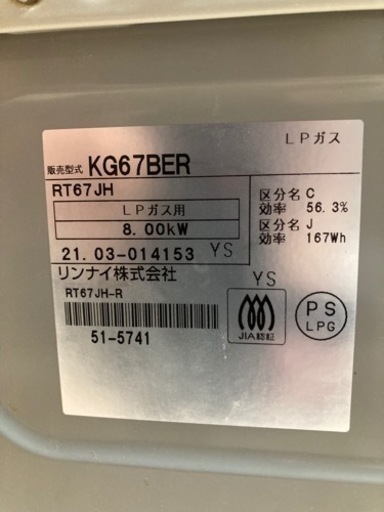 LPガス
販売型式 KG67BER
RT67JH
LPガス用
8.00kW
区分名 C
効率 56.3%
区分名 J
効率 167Wh
21.03-014153 YS
リンナイ株式会社
RT67JH-R
YS
51-5741
JIA認証
PS
LPG